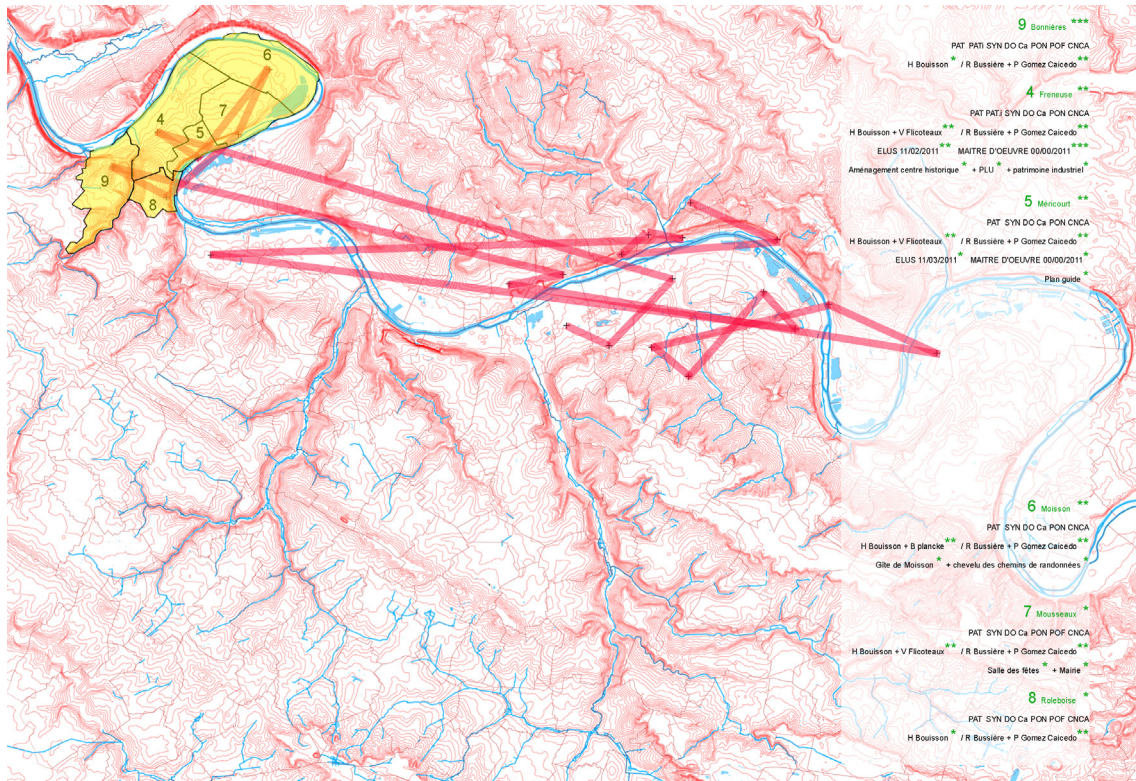 6
4
7
5
9
8
9 Bonnières ***
PAT PATi SYN DO Ca PON POF CNCA
H Bouisson * / R Bussière + P Gomez Caicedo **
4 Freneuse **
PAT PATi SYN DO Ca PON CNCA
H Bouisson + V Flicoteaux ** / R Bussière + P Gomez Caicedo **
ELUS 11/02/2011 ** MAITRE D'OEUVRE 00/00/2011 ***
Aménagement centre historique * + PLU * + patrimoine industriel *
5 Méricourt **
PAT SYN DO Ca PON CNCA
H Bouisson + V Flicoteaux ** / R Bussière + P Gomez Caicedo **
ELUS 11/03/2011 * MAITRE D'OEUVRE 00/00/2011 *
Plan guide *
6 Moisson **
PAT SYN DO Ca PON CNCA
H Bouisson + B plancke ** / R Bussière + P Gomez Caicedo **
Gîte de Moisson * + chevelu des chemins de randonnées *
7 Mousseaux *
PAT SYN DO Ca PON POF CNCA
H Bouisson + V Flicoteaux ** / R Bussière + P Gomez Caicedo **
Salle des fêtes * + Mairie *
8 Roleboise *
PAT SYN DO Ca PON POF CNCA
H Bouisson * / R Bussière + P Gomez Caicedo **